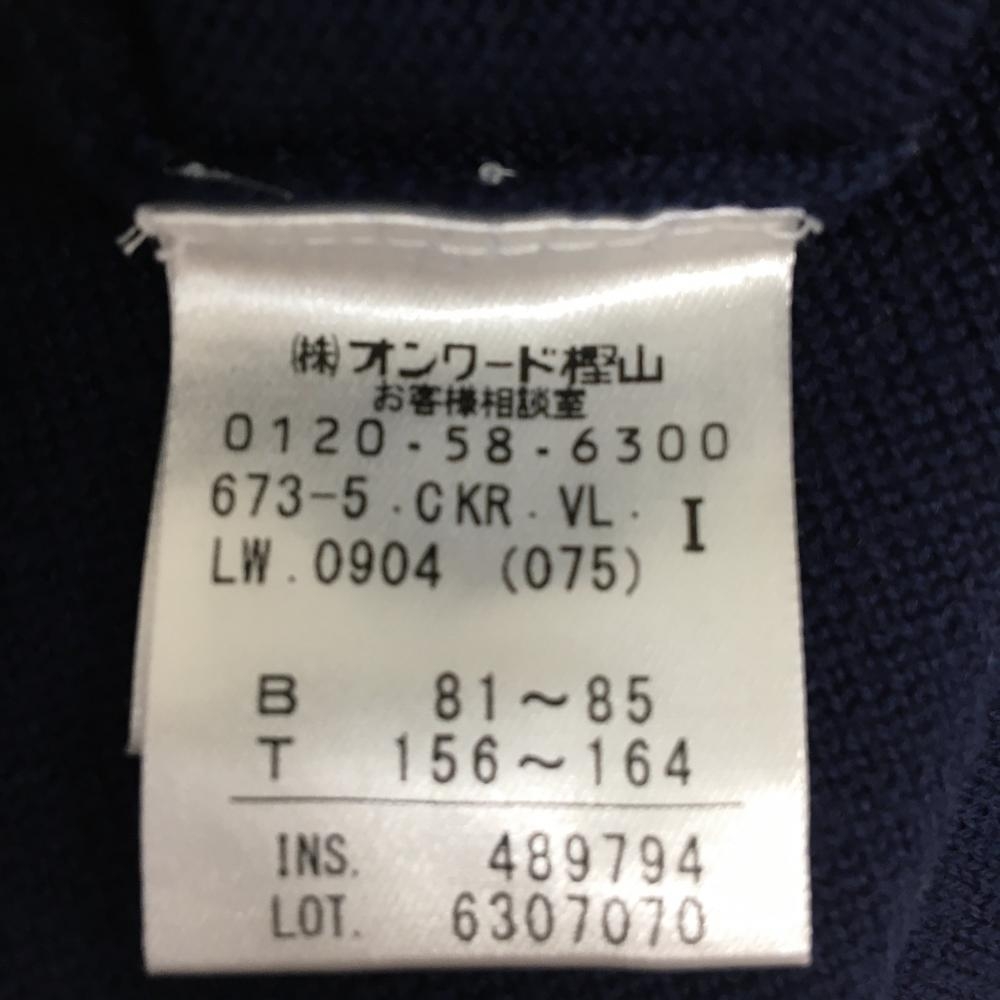 ㈱オンワード樫山
お客様相談室
0120-58-6300
673-5.CKR.VL. I
LW.0904 (075)
B 81~85
T 156~164
INS. 489794
LOT. 6307070